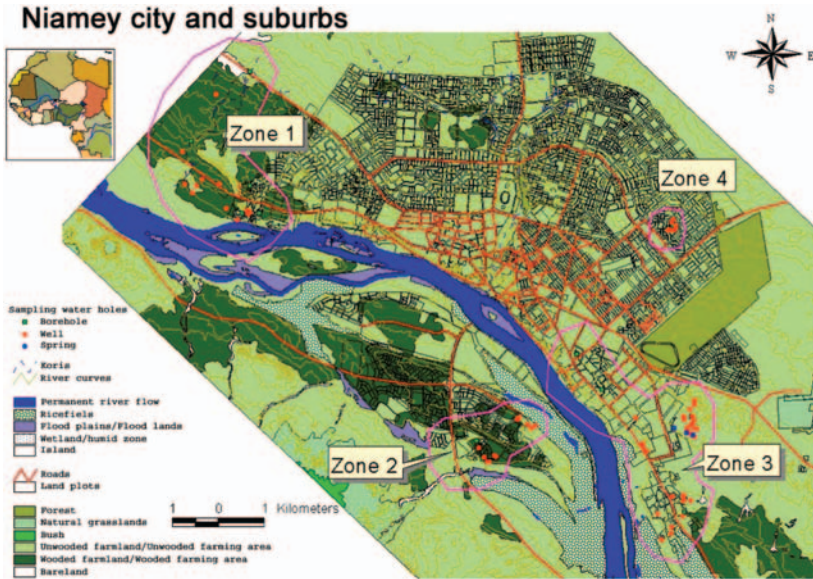 Niamey city and suburbs
N
W E
S
Zone 1
Zone 4
Zone 2
Zone 3
Sampling water holes
Borehole
Well
Spring
Koris
River curves
Permanent river flow
Ricefiels
Flood plains/Flood lands
Wetland/humid zone
Island
Roads
Land plots
Forest
Natural grasslands
Bush
Unwooded farmland/Unwooded farming area
Wooded farmland/Wooded farming area
Bareland
1 0 1 Kilometers